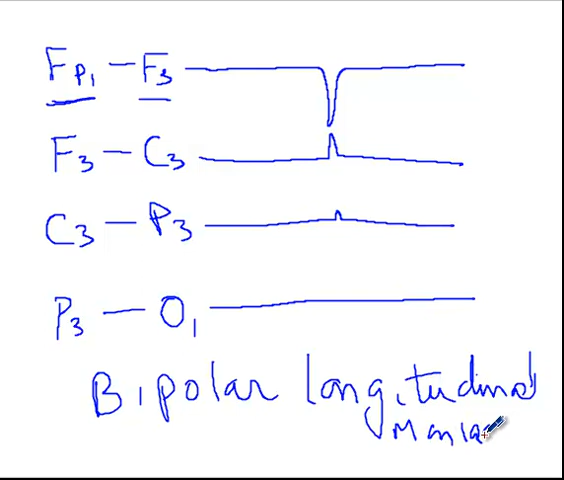 Fp1 - F3
F3 - C3
C3 - P3
P3 - O1
Bipolar longitudinal